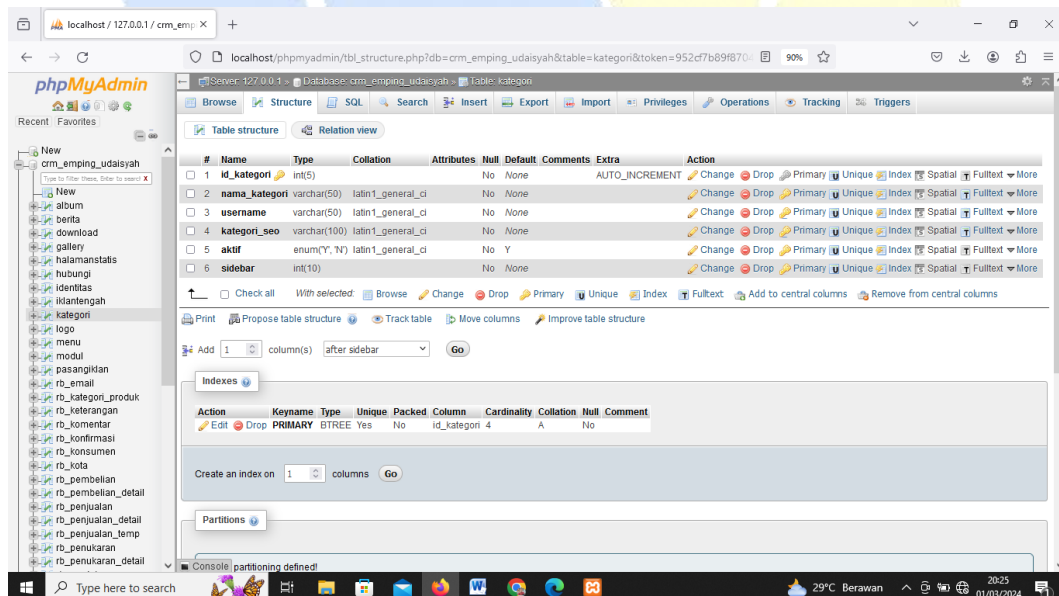 localhost / 127.0.0.1 / crm_emp
localhost/phpmyadmin/tbl_structure.php?db=crm_emping_udaisyah&table=kategori&token=952cf7b89f870
90%
phpMyAdmin
Recent Favorites
New
crm_emping_udaisyah
Type to filter these, Enter to search X
New
album
berita
download
gallery
halamanstatis
hubungi
identitas
iklantengah
kategori
logo
menu
modul
pasangiklan
rb_email
rb_kategori_produk
rb_keterangan
rb_komentar
rb_konfirmasi
rb_konsumen
rb_kota
rb_pembelian
rb_pembelian_detail
rb_penjualan
rb_penjualan_detail
rb_penjualan_temp
rb_penukaran
rb_penukaran_detail
Server: 127.0.0.1 » Database: crm_emping_udaisyah » Table: kategori
Browse Structure SQL Search Insert Export Import Privileges Operations Tracking Triggers
Table structure Relation view
# Name Type Collation Attributes Null Default Comments Extra Action
1 id_kategori int(5) No None AUTO_INCREMENT Change Drop Primary Unique Index Spatial Fulltext More
2 nama_kategori varchar(50) latin1_general_ci No None Change Drop Primary Unique Index Spatial Fulltext More
3 username varchar(50) latin1_general_ci No None Change Drop Primary Unique Index Spatial Fulltext More
4 kategori_seo varchar(100) latin1_general_ci No None Change Drop Primary Unique Index Spatial Fulltext More
5 aktif enum('Y', 'N') latin1_general_ci No Y Change Drop Primary Unique Index Spatial Fulltext More
6 sidebar int(10) No None Change Drop Primary Unique Index Spatial Fulltext More
Check all With selected: Browse Change Drop Primary Unique Index Fulltext Add to central columns Remove from central columns
Print Propose table structure Track table Move columns Improve table structure
Add 1 column(s) after sidebar Go
Indexes
Action Keyname Type Unique Packed Column Cardinality Collation Null Comment
Edit Drop PRIMARY BTREE Yes No id_kategori 4 A No
Create an index on 1 columns Go
Partitions
Console partitioning defined!
Type here to search
29°C Berawan
20:25
01/03/2024